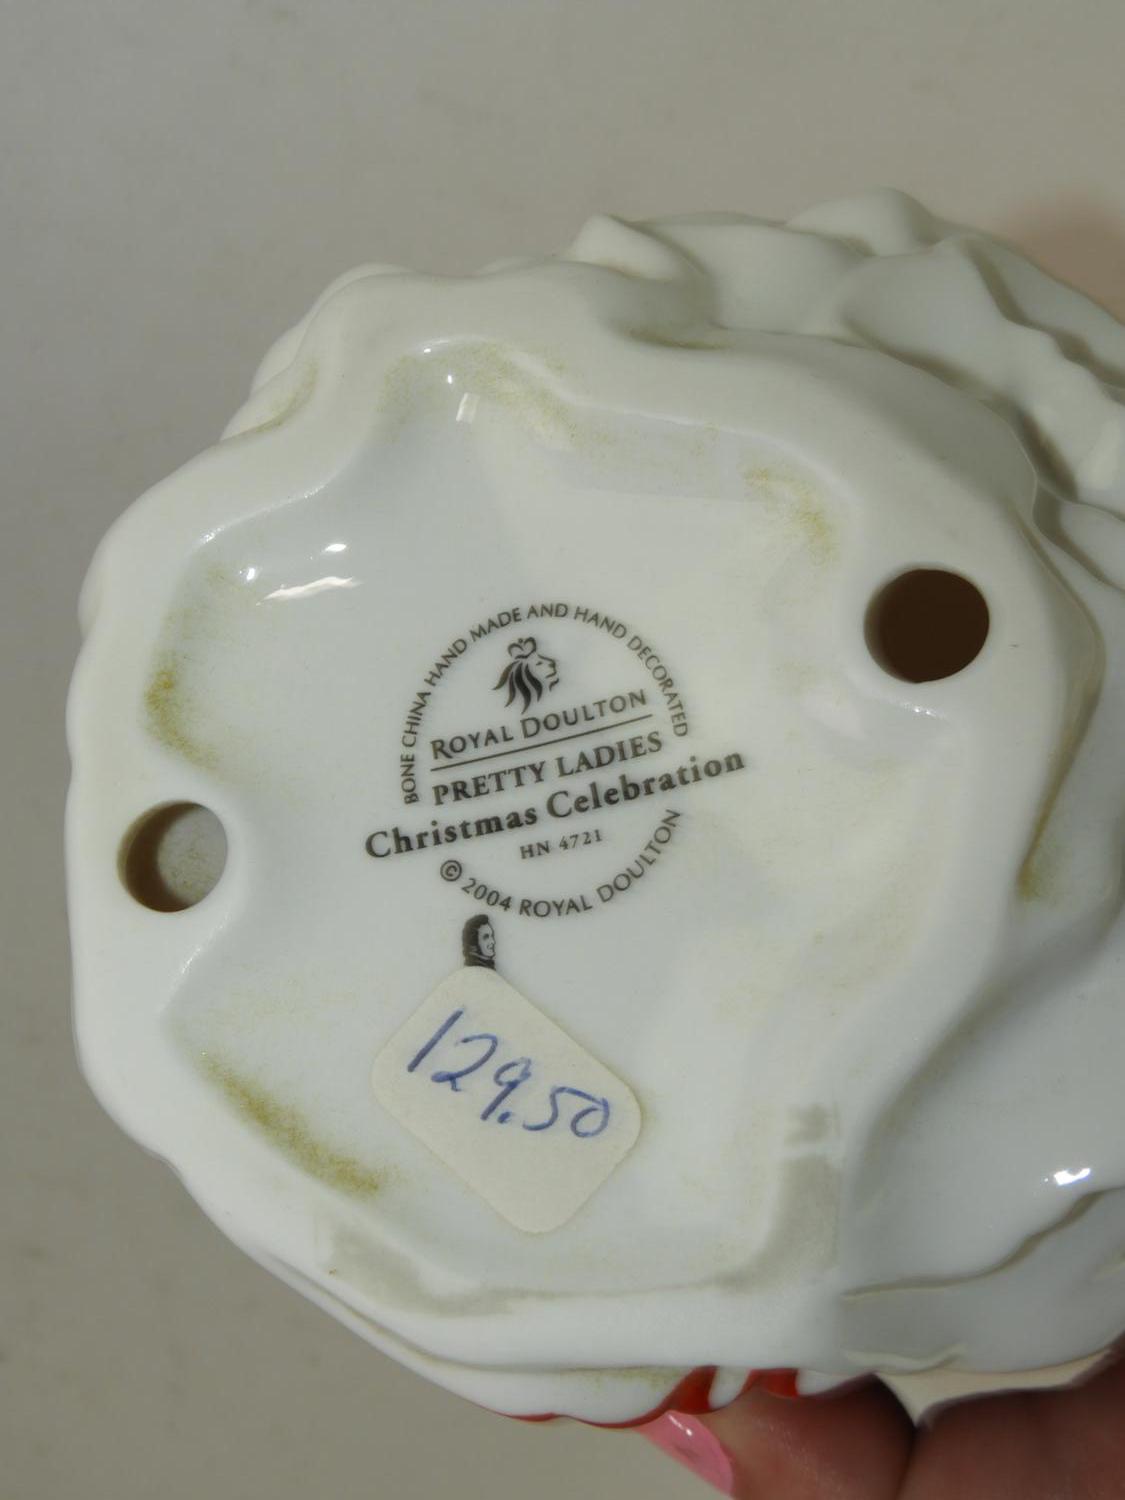 BONE CHINA HAND MADE AND HAND DECORATED
ROYAL DOULTON
PRETTY LADIES
Christmas Celebration
HN 4721
© 2004 ROYAL DOULTON
129.50